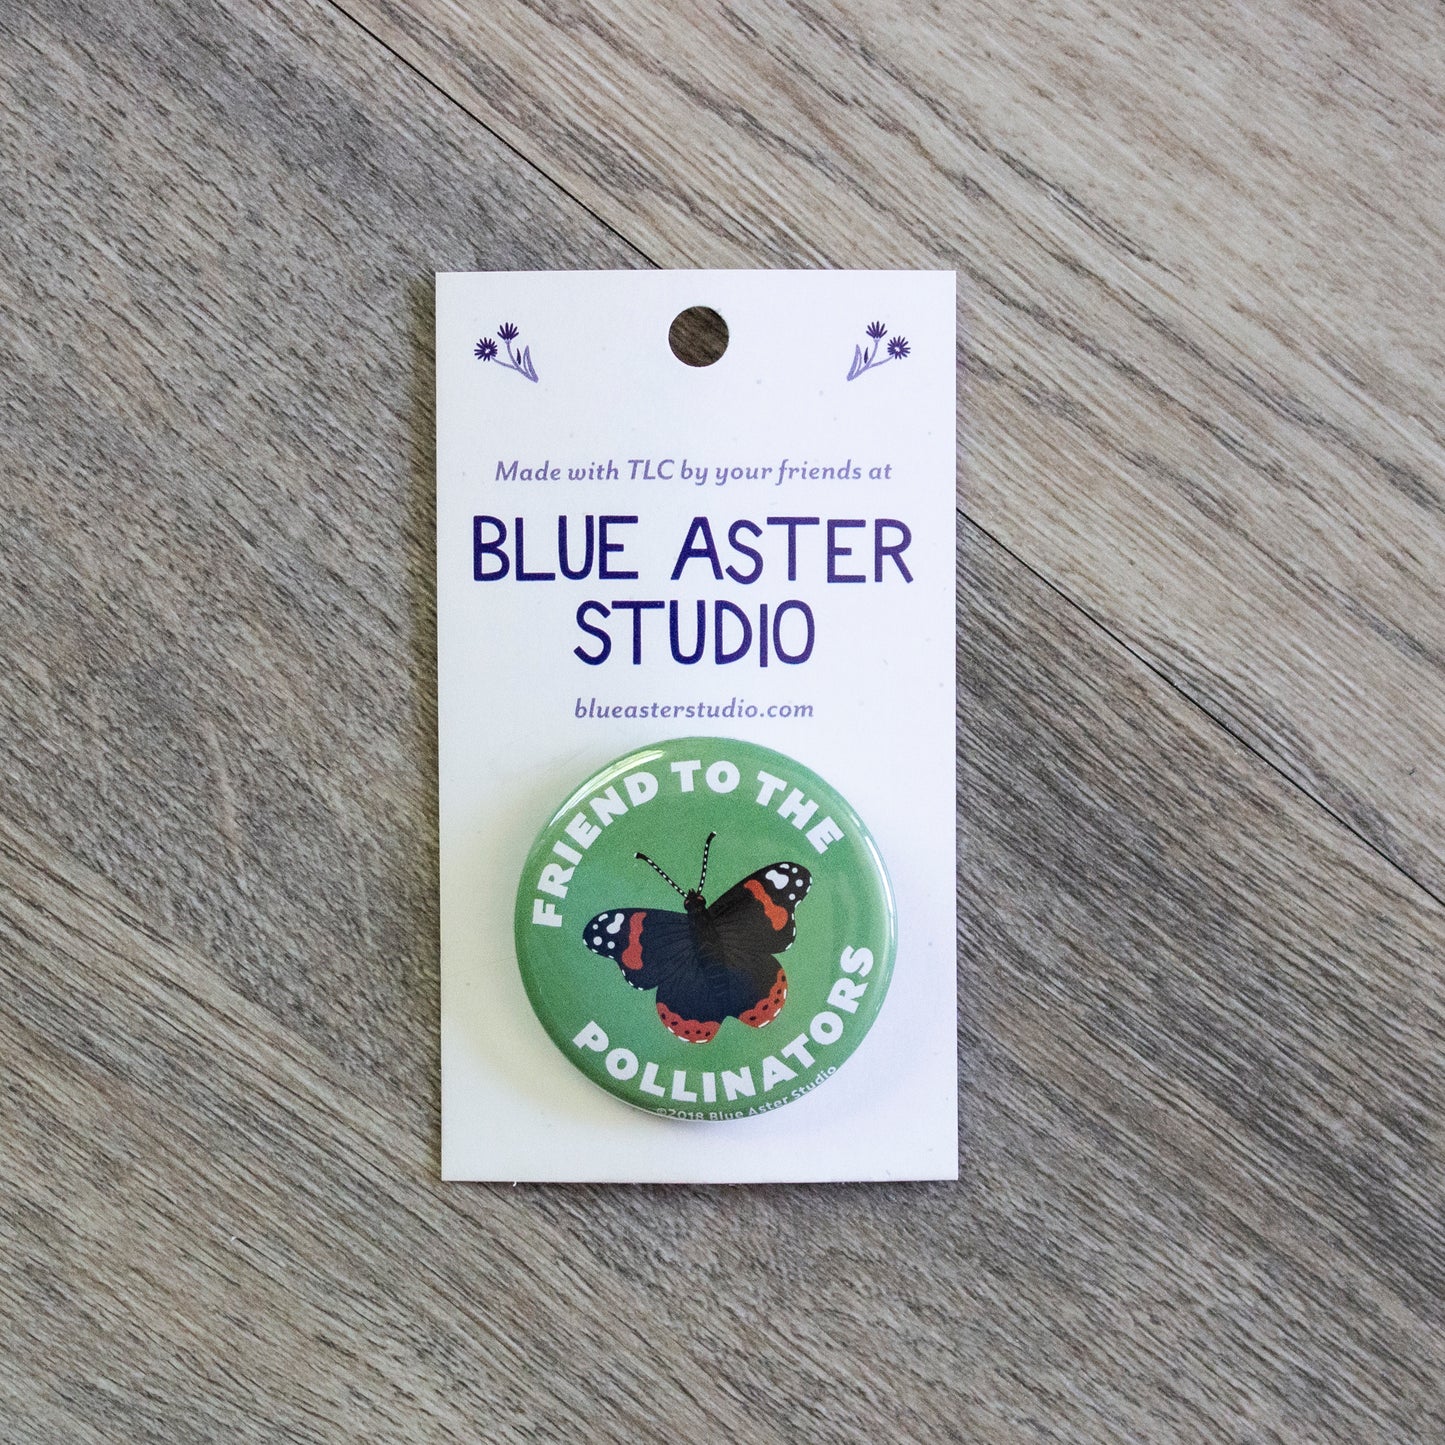 Made with TLC by your friends at
BLUE ASTER
STUDIO
blueasterstudio.com
FRIEND TO THE
POLLINATORS
©2018 Blue Aster Studio